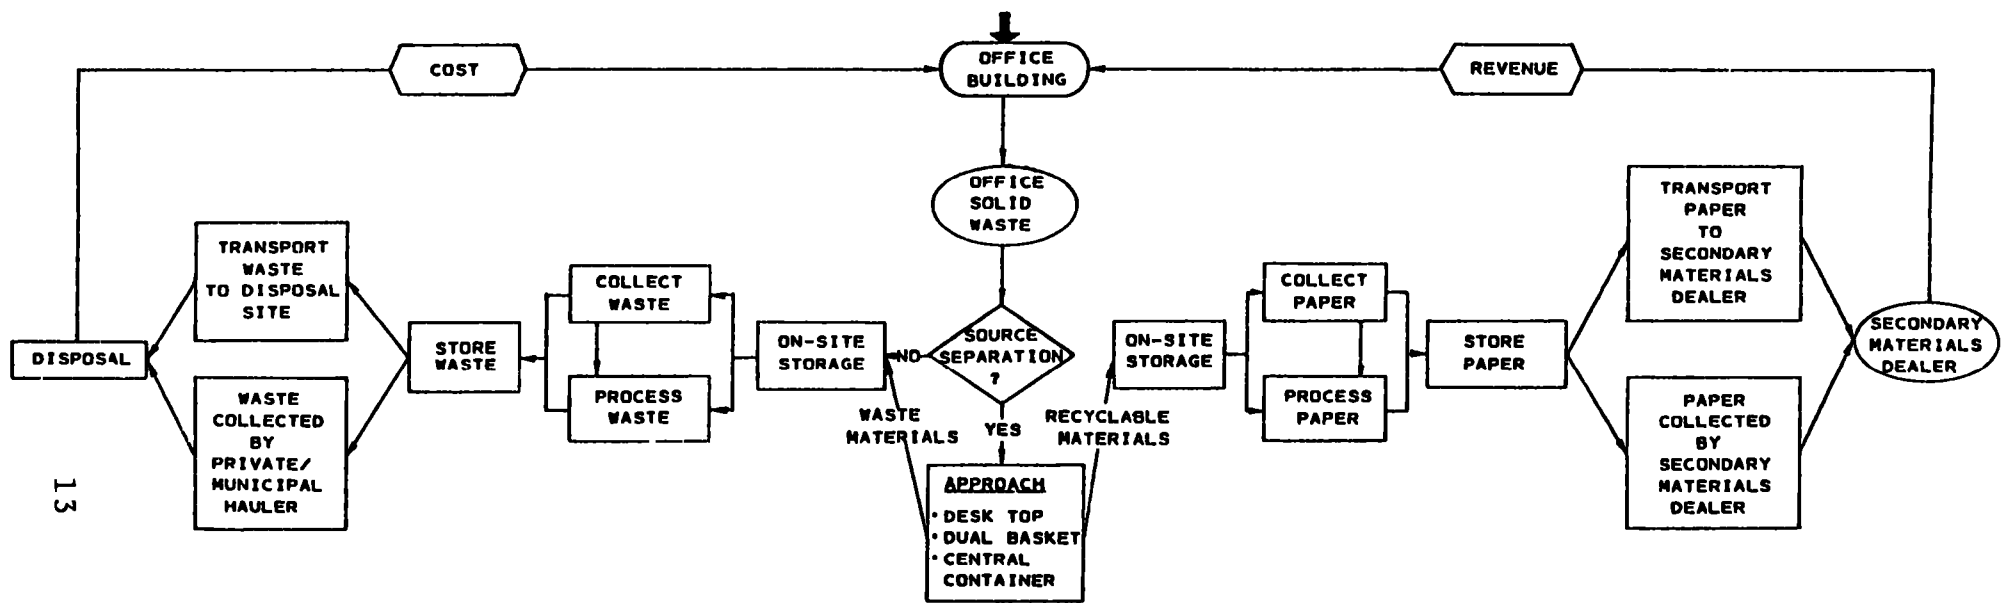 COST
OFFICE
BUILDING
REVENUE
OFFICE
SOLID
WASTE
TRANSPORT
WASTE
TO DISPOSAL
SITE
COLLECT
WASTE
DISPOSAL
STORE
WASTE
ON-SITE
STORAGE
NO
SOURCE
SEPARATION
?
PROCESS
WASTE
WASTE
COLLECTED
BY
PRIVATE/
MUNICIPAL
HAULER
WASTE
MATERIALS
YES
RECYCLABLE
MATERIALS
APPROACH
• DESK TOP
• DUAL BASKET
• CENTRAL
CONTAINER
ON-SITE
STORAGE
COLLECT
PAPER
PROCESS
PAPER
STORE
PAPER
TRANSPORT
PAPER
TO
SECONDARY
MATERIALS
DEALER
PAPER
COLLECTED
BY
SECONDARY
MATERIALS
DEALER
SECONDARY
MATERIALS
DEALER
13